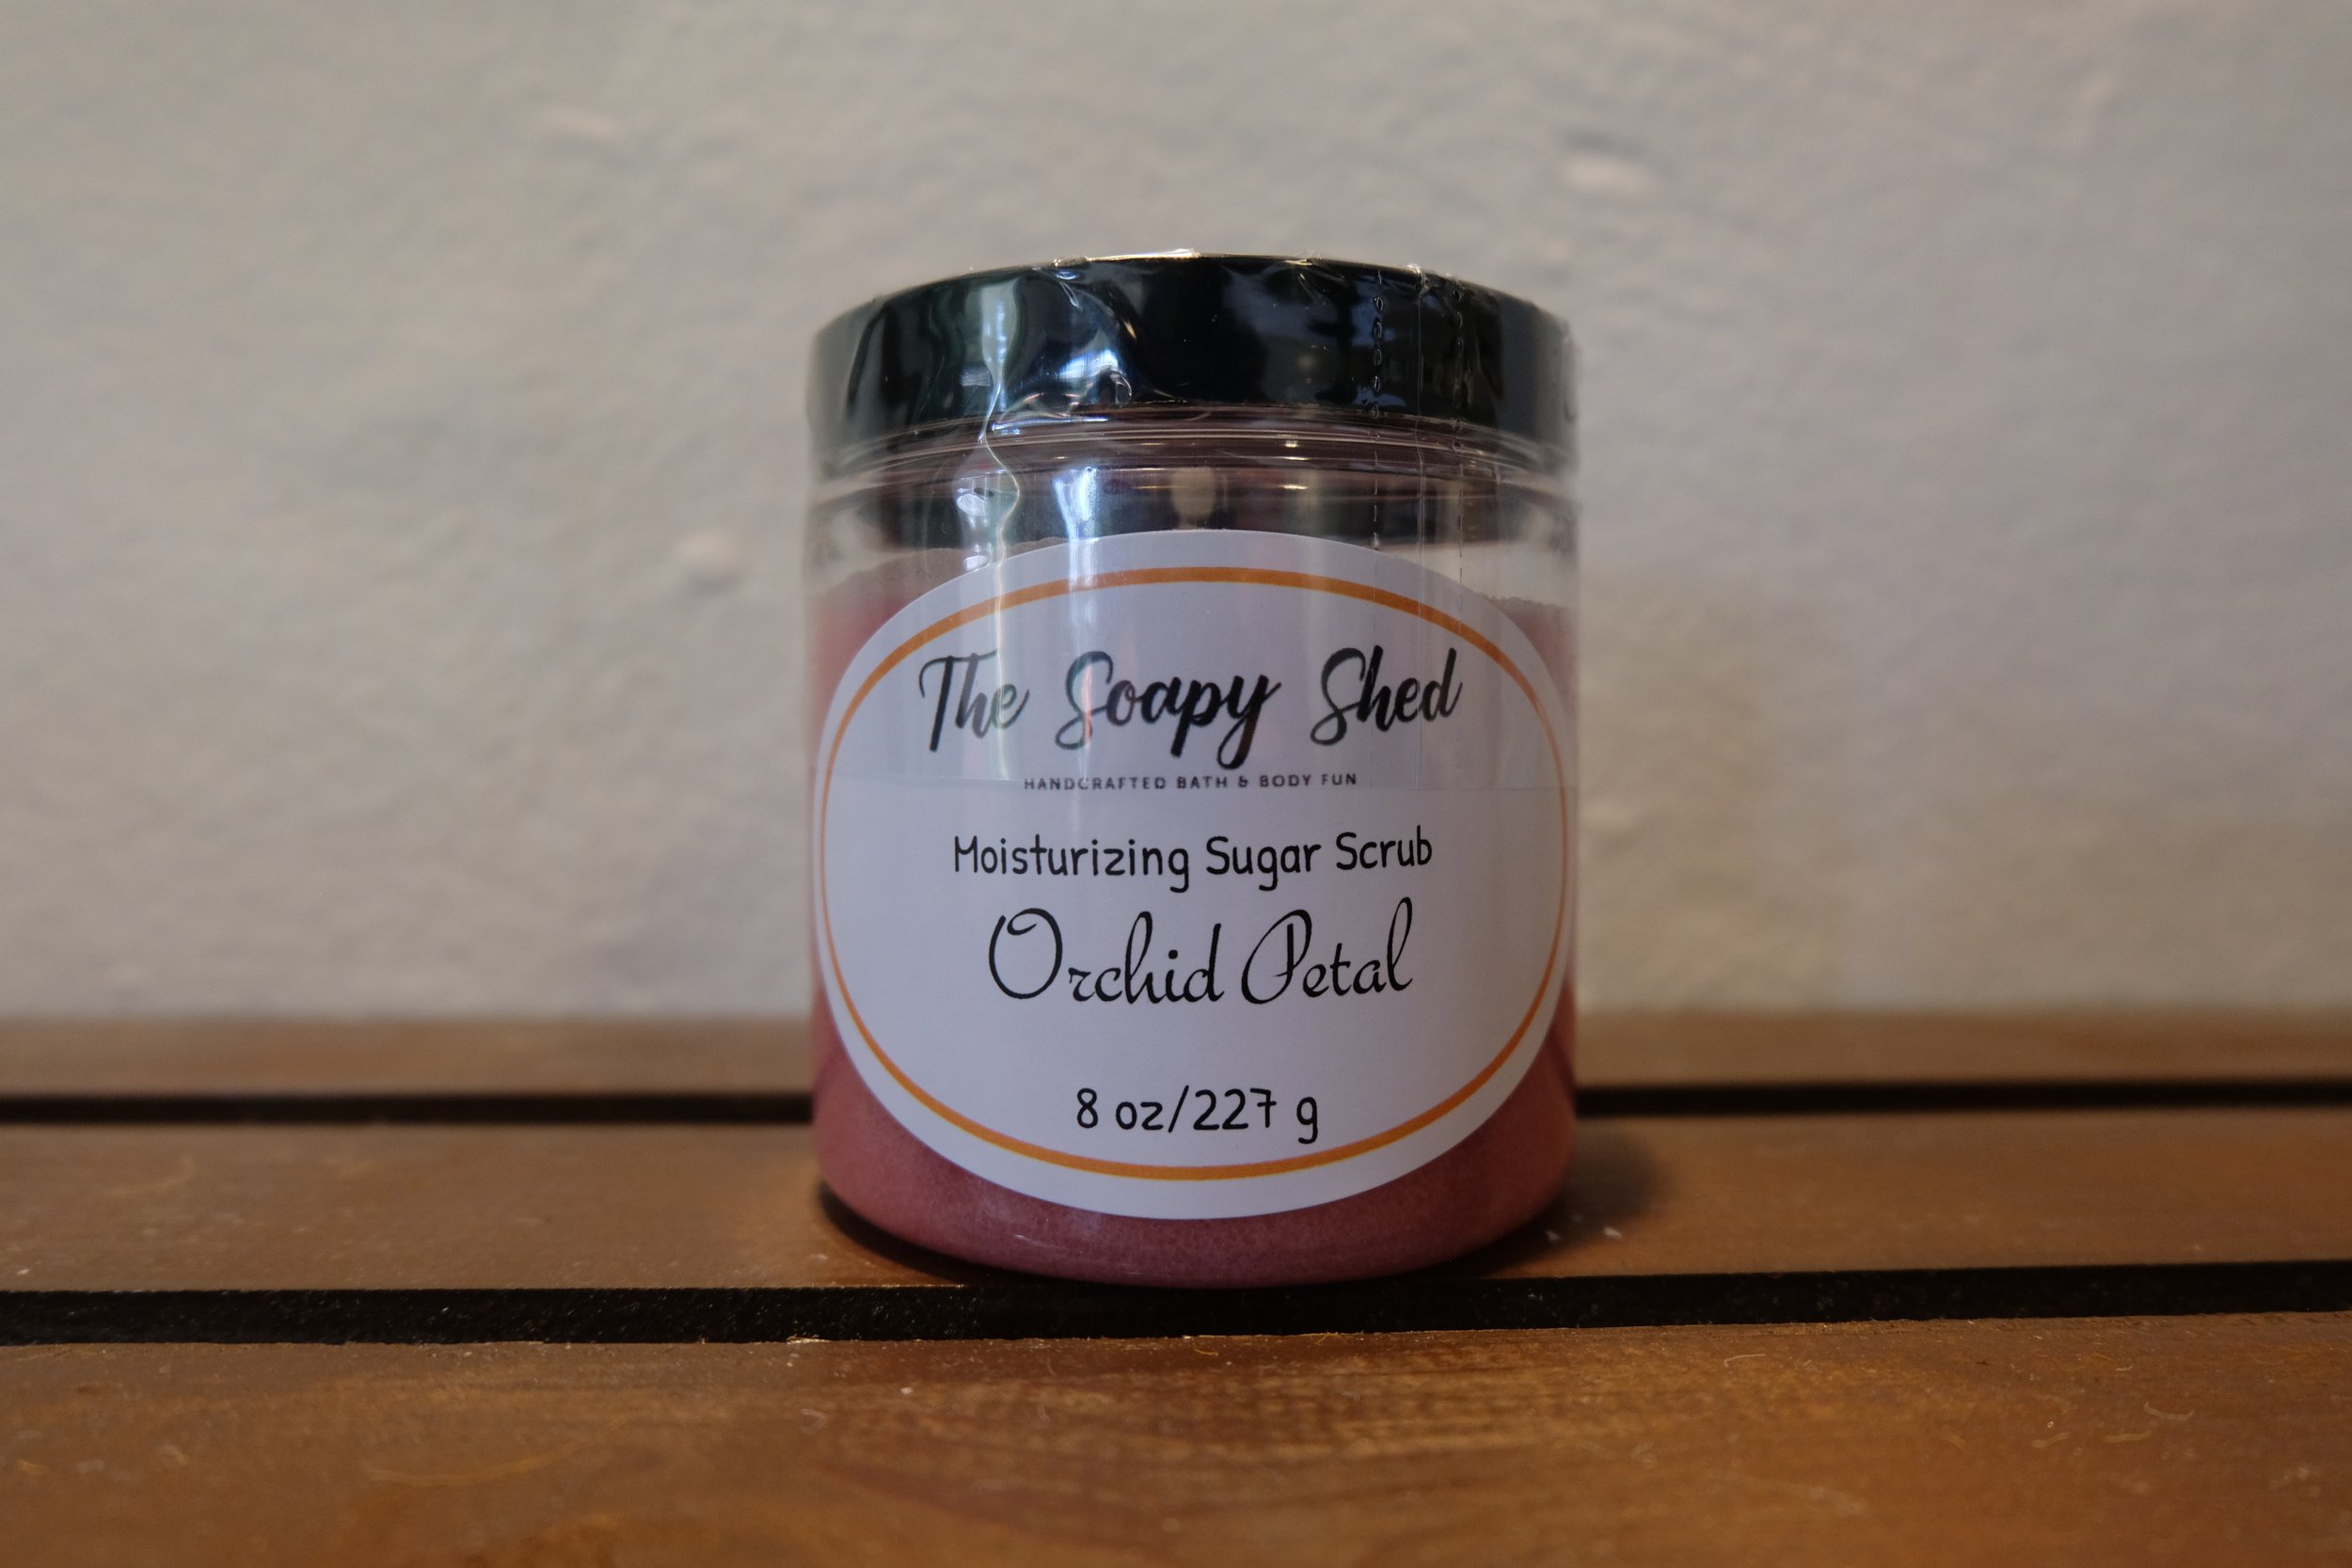 The Soapy Shed
HANDCRAFTED BATH & BODY FUN
Moisturizing Sugar Scrub
Orchid Petal
8 oz/227 g